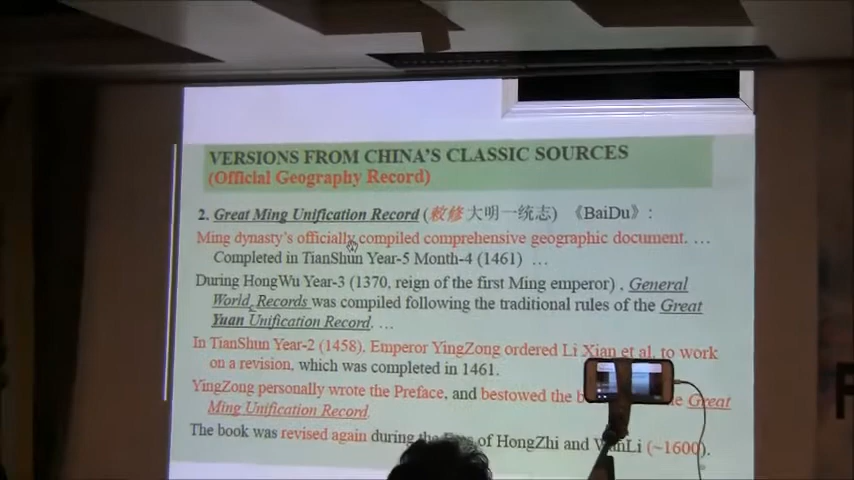 VERSIONS FROM CHINA'S CLASSIC SOURCES
(Official Geography Record)
2. Great Ming Unification Record (敕修 大明一统志) 《BaiDu》:
Ming dynasty's officially compiled comprehensive geographic document. …
Completed in TianShun Year-5 Month-4 (1461). …
During HongWu Year-3 (1370, reign of the first Ming emperor), General
World Records was compiled following the traditional rules of the Great
Yuan Unification Record. …
In TianShun Year-2 (1458), Emperor YingZong ordered Li Xian et al. to work
on a revision, which was completed in 1461.
YingZong personally wrote the Preface, and bestowed the Great
Ming Unification Record.
The book was revised again during the of HongZhi and WanLi (~1600).